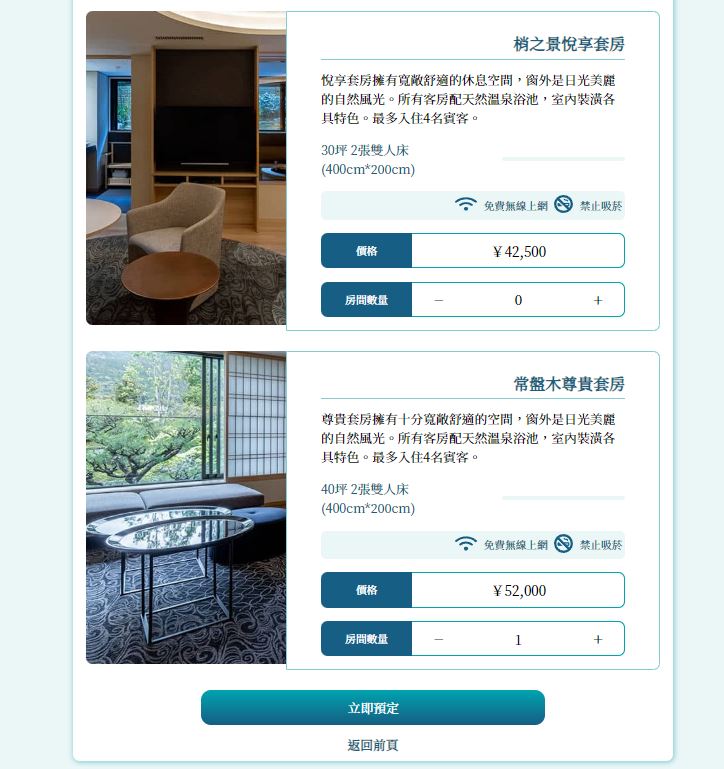 梢之景悅享套房
悅享套房擁有寬敞舒適的休息空間，窗外是日光美麗
的自然風光。所有客房配天然溫泉浴池，室內裝潢各
具特色。最多入住4名賓客。
30坪 2張雙人床
(400cm*200cm)
免費無線上網 禁止吸菸
價格 ￥42,500
房間數量 － 0 ＋
常盤木尊貴套房
尊貴套房擁有十分寬敞舒適的空間，窗外是日光美麗
的自然風光。所有客房配天然溫泉浴池，室內裝潢各
具特色。最多入住4名賓客。
40坪 2張雙人床
(400cm*200cm)
免費無線上網 禁止吸菸
價格 ￥52,000
房間數量 － 1 ＋
立即預定
返回前頁